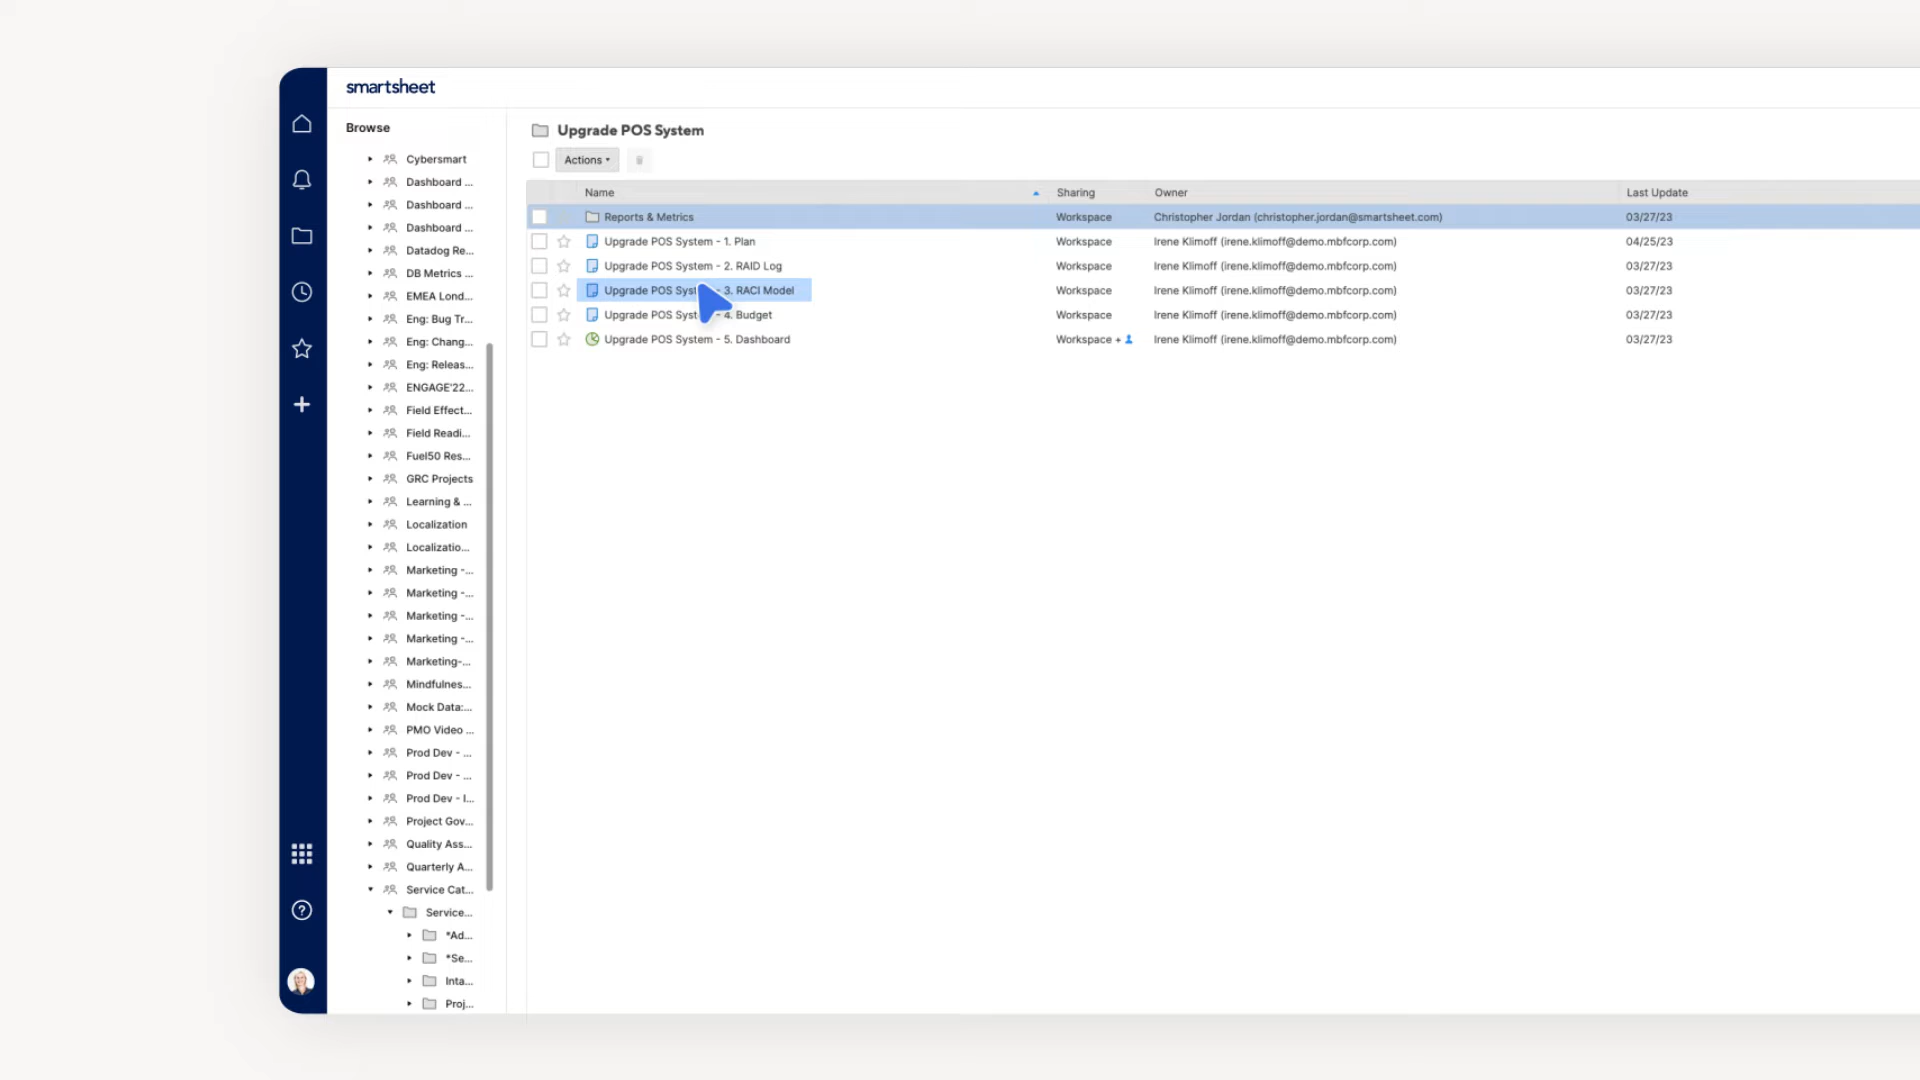 smartsheet
Browse
Cybersmart
Dashboard ...
Dashboard ...
Dashboard ...
Datadog Re...
DB Metrics ...
EMEA Lond...
Eng: Bug Tr...
Eng: Chang...
Eng: Releas...
ENGAGE'22...
Field Effect...
Field Readi...
Fuel50 Res...
GRC Projects
Learning & ...
Localization
Localizatio...
Marketing -...
Marketing -...
Marketing -...
Marketing -...
Marketing-...
Mindfulnes...
Mock Data:...
PMO Video ...
Prod Dev - ...
Prod Dev - ...
Prod Dev - I...
Project Gov...
Quality Ass...
Quarterly A...
Service Cat...
Service...
*Ad...
*Se...
Inta...
Proj...
Upgrade POS System
Actions
Name Sharing Owner Last Update
Reports & Metrics Workspace Christopher Jordan (christopher.jordan@smartsheet.com) 03/27/23
Upgrade POS System - 1. Plan Workspace Irene Klimoff (irene.klimoff@demo.mbfcorp.com) 04/25/23
Upgrade POS System - 2. RAID Log Workspace Irene Klimoff (irene.klimoff@demo.mbfcorp.com) 03/27/23
Upgrade POS Syst - 3. RACI Model Workspace Irene Klimoff (irene.klimoff@demo.mbfcorp.com) 03/27/23
Upgrade POS Syst - 4. Budget Workspace Irene Klimoff (irene.klimoff@demo.mbfcorp.com) 03/27/23
Upgrade POS System - 5. Dashboard Workspace + Irene Klimoff (irene.klimoff@demo.mbfcorp.com) 03/27/23